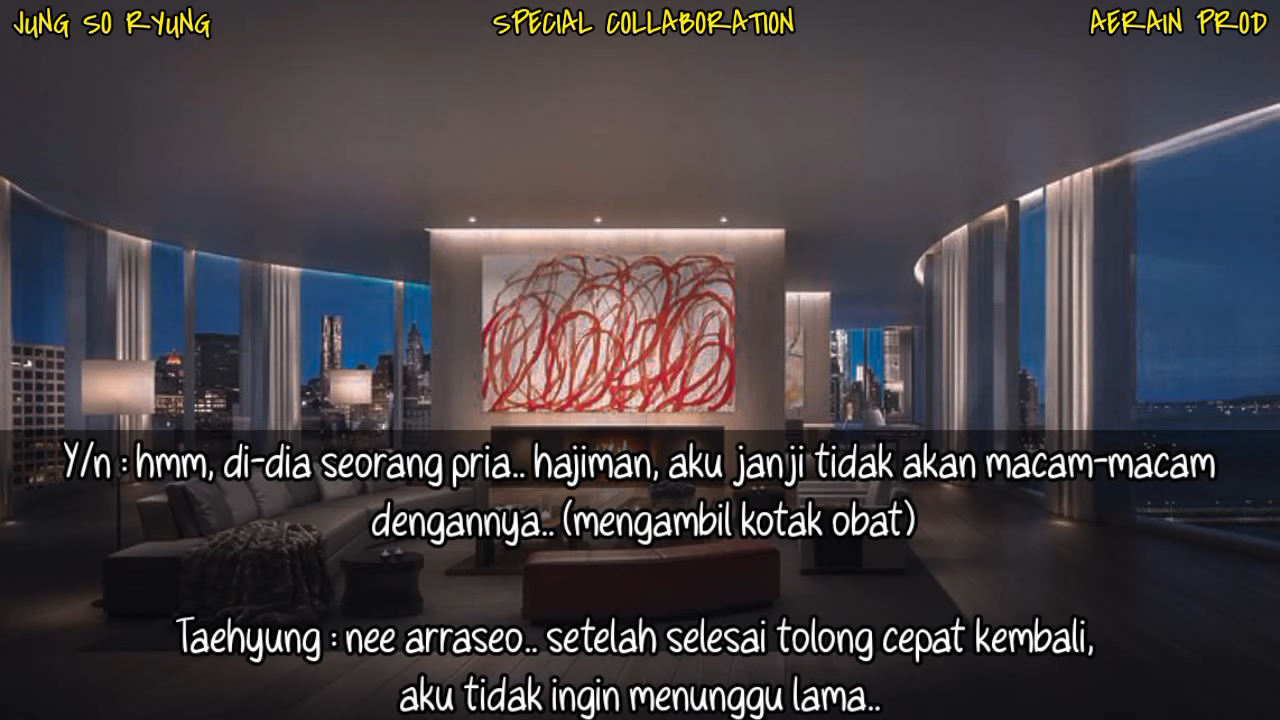 JUNG SO RYUNG
SPECIAL COLLABORATION
AERAIN PROD
Y/n : hmm, di-dia seorang pria.. hajiman, aku janji tidak akan macam-macam
dengannya.. (mengambil kotak obat)
Taehyung : nee arraseo.. setelah selesai tolong cepat kembali,
aku tidak ingin menunggu lama..